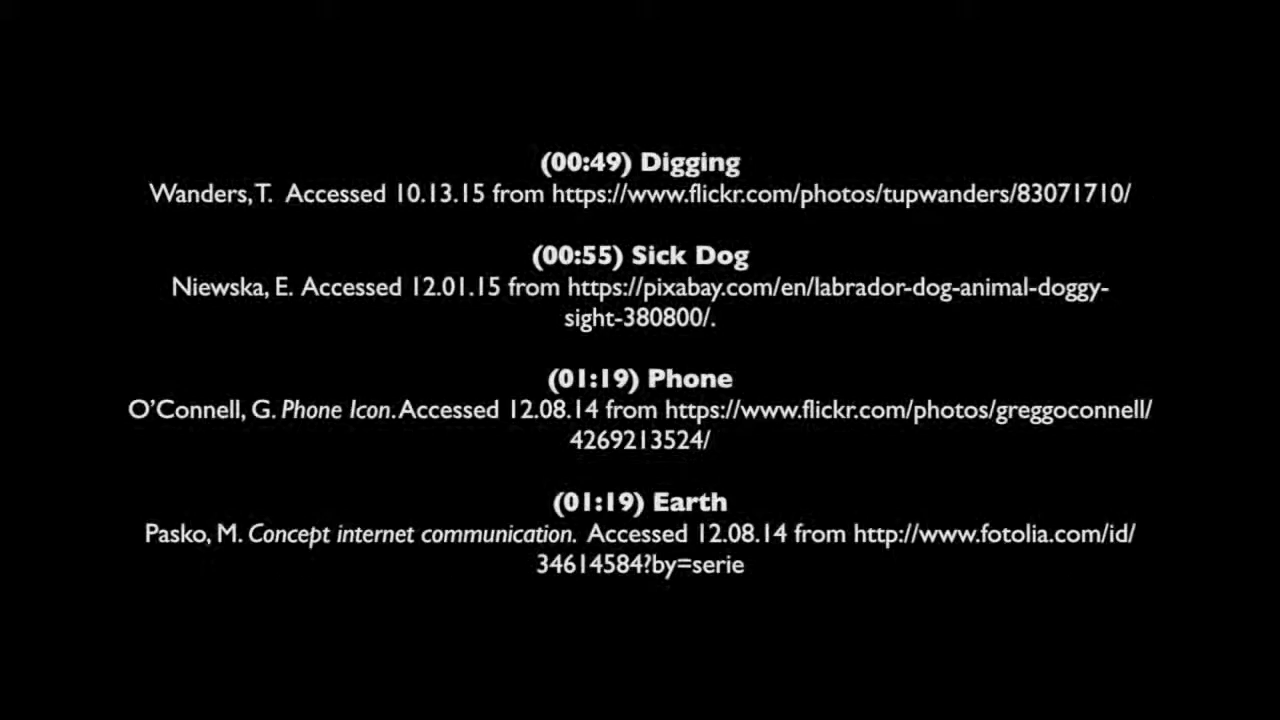 (00:49) Digging
Wanders, T.  Accessed 10.13.15 from https://www.flickr.com/photos/tupwanders/83071710/
(00:55) Sick Dog
Niewska, E. Accessed 12.01.15 from https://pixabay.com/en/labrador-dog-animal-doggy-
sight-380800/.
(01:19) Phone
O’Connell, G. Phone Icon. Accessed 12.08.14 from https://www.flickr.com/photos/greggoconnell/
4269213524/
(01:19) Earth
Pasko, M. Concept internet communication.  Accessed 12.08.14 from http://www.fotolia.com/id/
34614584?by=serie